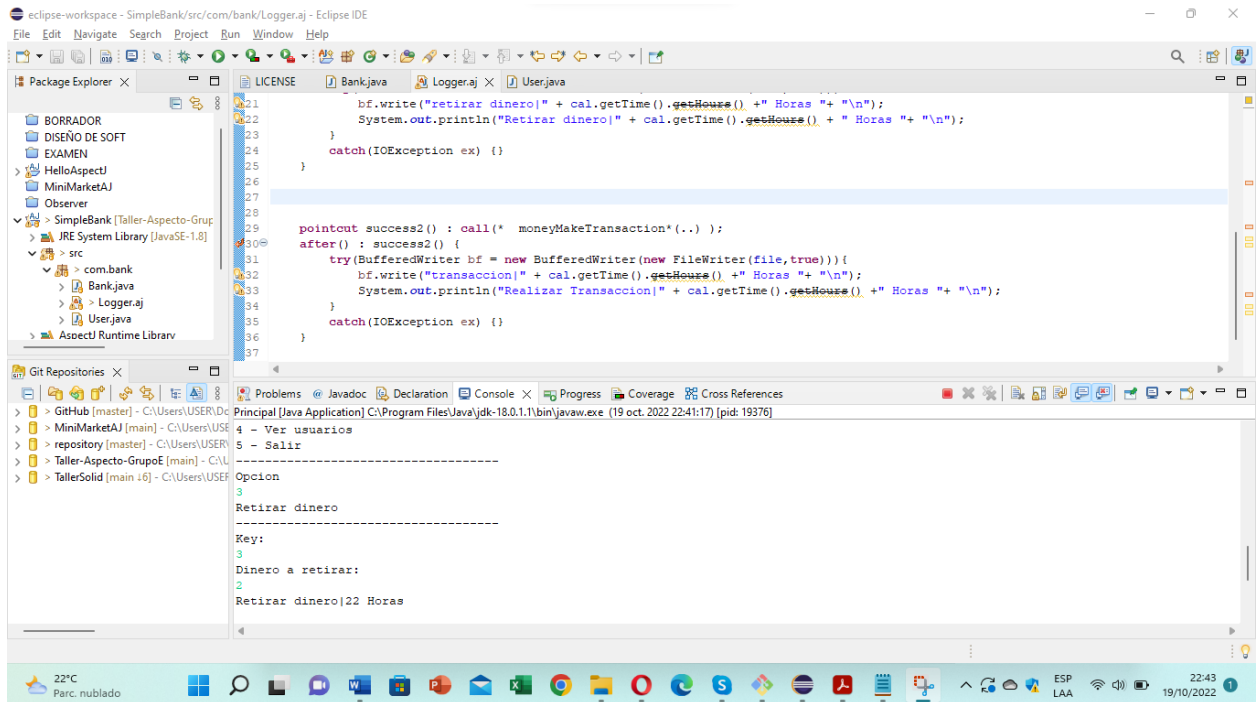 eclipse-workspace - SimpleBank/src/com/bank/Logger.aj - Eclipse IDE
File Edit Navigate Search Project Run Window Help
Package Explorer
BORRADOR
DISEÑO DE SOFT
EXAMEN
HelloAspectJ
MiniMarketAJ
Observer
> SimpleBank [Taller-Aspecto-Grup
JRE System Library [JavaSE-1.8]
> src
> com.bank
Bank.java
> Logger.aj
User.java
AspectJ Runtime Library
LICENSE Bank.java Logger.aj User.java
21 bf.write("retirar dinero|" + cal.getTime().getHours() +" Horas "+ "\n");
22 System.out.println("Retirar dinero|" + cal.getTime().getHours() + " Horas "+ "\n");
23 }
24 catch(IOException ex) {}
25 }
26
27
28
29 pointcut success2() : call(* moneyMakeTransaction*(..) );
30 after() : success2() {
31 try(BufferedWriter bf = new BufferedWriter(new FileWriter(file,true))){
32 bf.write("transaccion|" + cal.getTime().getHours() +" Horas "+ "\n");
33 System.out.println("Realizar Transaccion|" + cal.getTime().getHours() +" Horas "+ "\n");
34 }
35 catch(IOException ex) {}
36 }
37
Git Repositories
> GitHub [master] - C:\Users\USER\Dc
> MiniMarketAJ [main] - C:\Users\USE
> repository [master] - C:\Users\USER\
> Taller-Aspecto-GrupoE [main] - C:\U
> TallerSolid [main ↓6] - C:\Users\USER
Problems @ Javadoc Declaration Console Progress Coverage Cross References
Principal [Java Application] C:\Program Files\Java\jdk-18.0.1.1\bin\javaw.exe (19 oct. 2022 22:41:17) [pid: 19376]
4 - Ver usuarios
5 - Salir
------------------------------------
Opcion
3
Retirar dinero
------------------------------------
Key:
3
Dinero a retirar:
2
Retirar dinero|22 Horas
22°C
Parc. nublado
ESP
LAA
22:43
19/10/2022
1